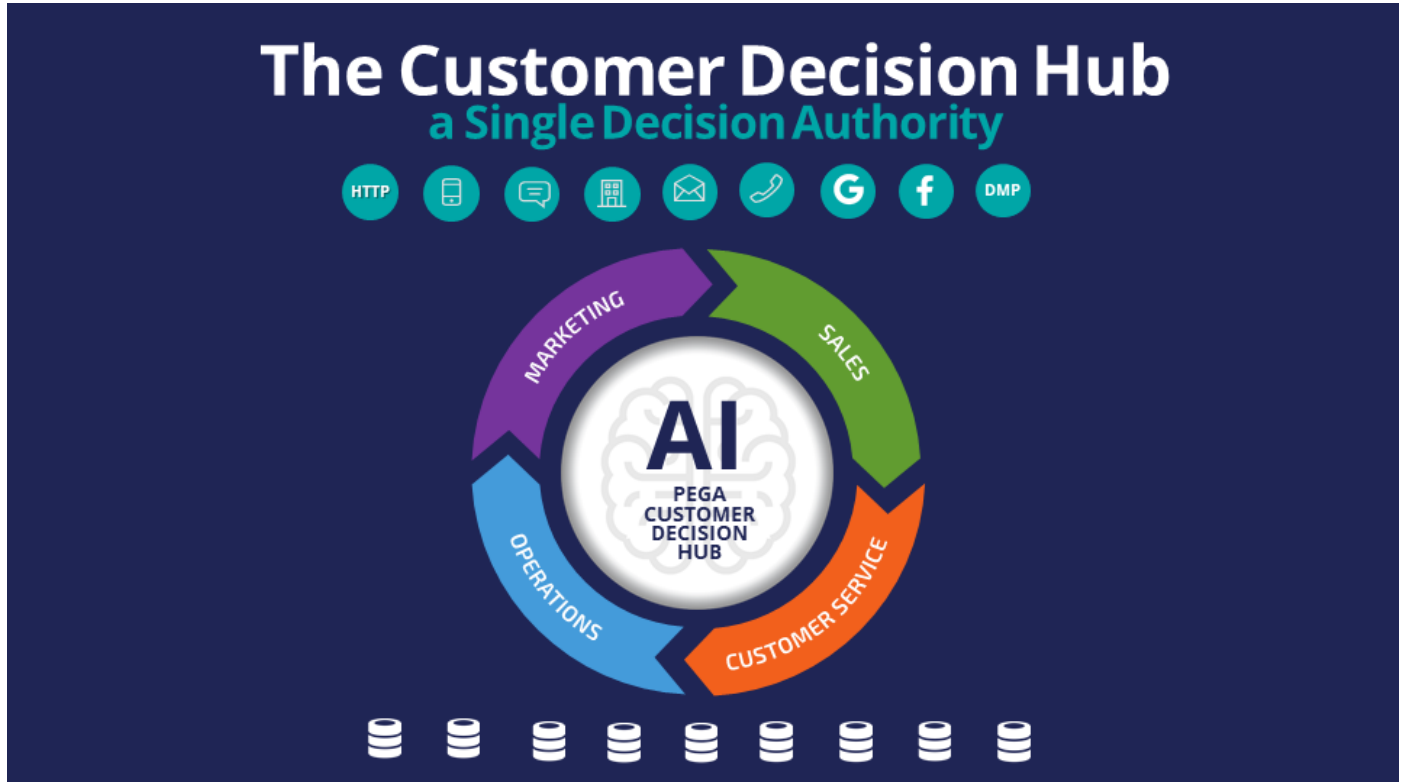 The Customer Decision Hub
a Single Decision Authority
HTTP
G
f
DMP
MARKETING
SALES
AI
PEGA
CUSTOMER
DECISION
HUB
OPERATIONS
CUSTOMER SERVICE